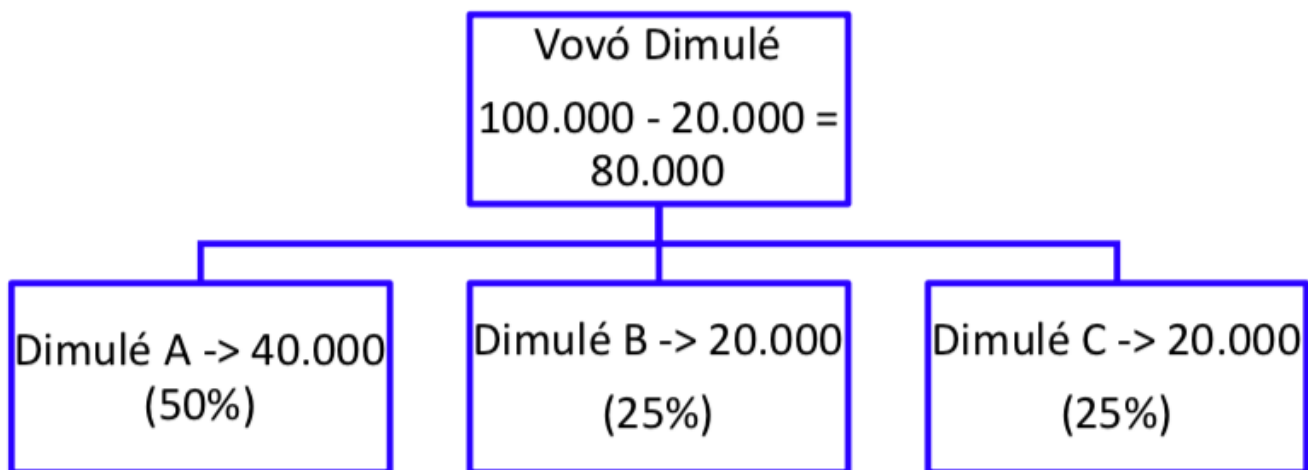 Vovó Dimulé
100.000 - 20.000 =
80.000
Dimulé A -> 40.000
(50%)
Dimulé B -> 20.000
(25%)
Dimulé C -> 20.000
(25%)